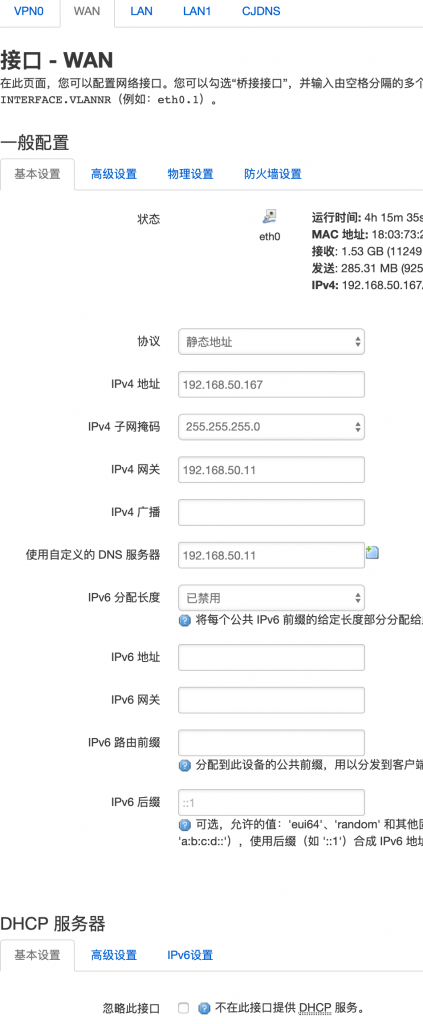 VPN0 WAN LAN LAN1 CJDNS
接口 - WAN
在此页面，您可以配置网络接口。您可以勾选“桥接接口”，并输入由空格分隔的多个
INTERFACE.VLANNR（例如：eth0.1）。
一般配置
基本设置 高级设置 物理设置 防火墙设置
状态
eth0
运行时间: 4h 15m 35s
MAC 地址: 18:03:73:2
接收: 1.53 GB (11249
发送: 285.31 MB (925
IPv4: 192.168.50.167/
协议 静态地址
IPv4 地址 192.168.50.167
IPv4 子网掩码 255.255.255.0
IPv4 网关 192.168.50.11
IPv4 广播
使用自定义的 DNS 服务器 192.168.50.11
IPv6 分配长度 已禁用
将每个公共 IPv6 前缀的给定长度部分分配给
IPv6 地址
IPv6 网关
IPv6 路由前缀
分配到此设备的公共前缀，用以分发到客户端
IPv6 后缀 ::1
可选，允许的值：'eui64'、'random' 和其他固
'a:b:c:d::'），使用后缀（如 '::1'）合成 IPv6 地址
DHCP 服务器
基本设置 高级设置 IPv6设置
忽略此接口 不在此接口提供 DHCP 服务。